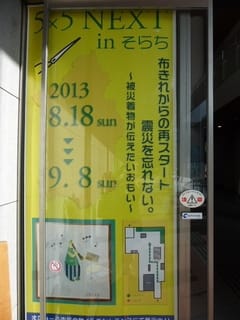 5×5 NEXT
in そらち
2013
8.18 sun
9.8 sun
布きれからの再スタート
震災を忘れない。
～被災着物が伝えたいおもい～